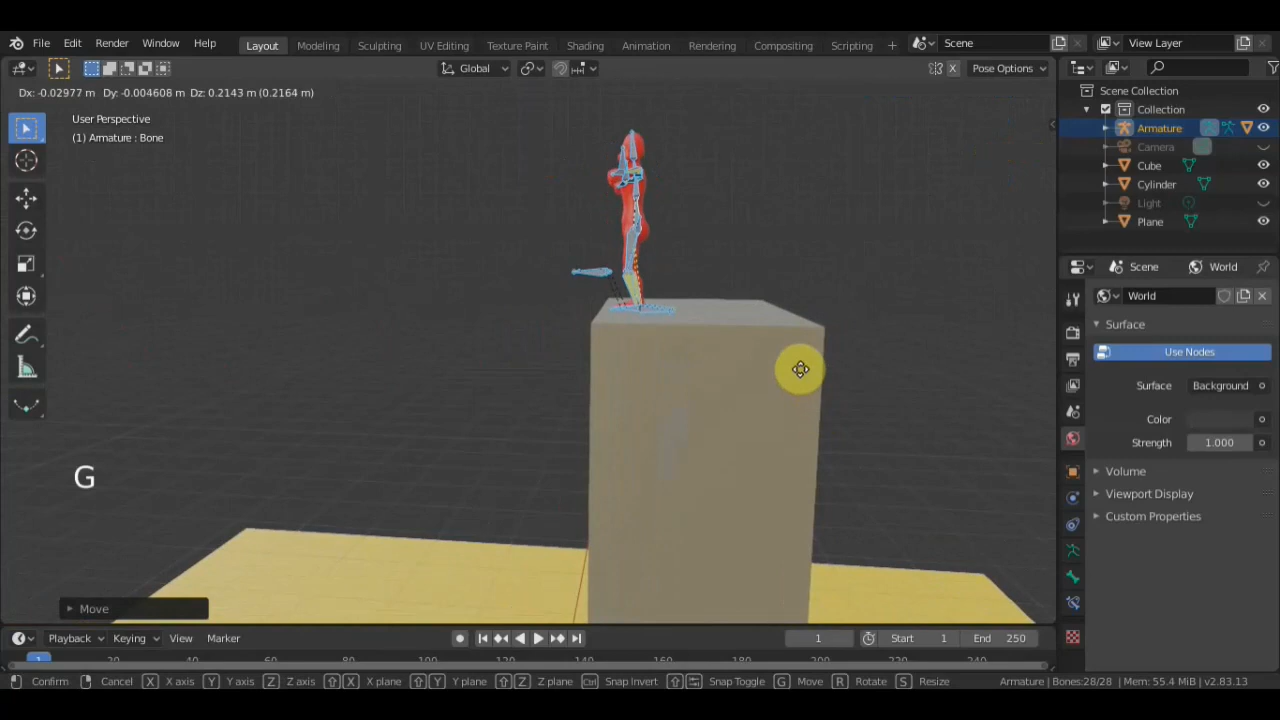 File Edit Render Window Help Layout Modeling Sculpting UV Editing Texture Paint Shading Animation Rendering Compositing Scripting + Scene View Layer
Global X Pose Options
Dx: -0.02977 m Dy: -0.004608 m Dz: 0.2143 m (0.2164 m)
User Perspective
(1) Armature : Bone
Scene Collection
Collection
Armature
Camera
Cube
Cylinder
Light
Plane
Scene World
World
Surface
Use Nodes
Surface Background
Color
Strength 1.000
Volume
Viewport Display
Custom Properties
G
Move
Playback Keying View Marker 1 Start 1 End 250
1 20 40 60 80 100 120 140 160 180 200 220 240
Confirm Cancel X X axis Y Y axis Z Z axis X X plane Y Y plane Z Z plane Ctrl Snap Invert Snap Toggle G Move R Rotate S Resize Armature | Bones:28/28 | Mem: 55.4 MiB | v2.83.13